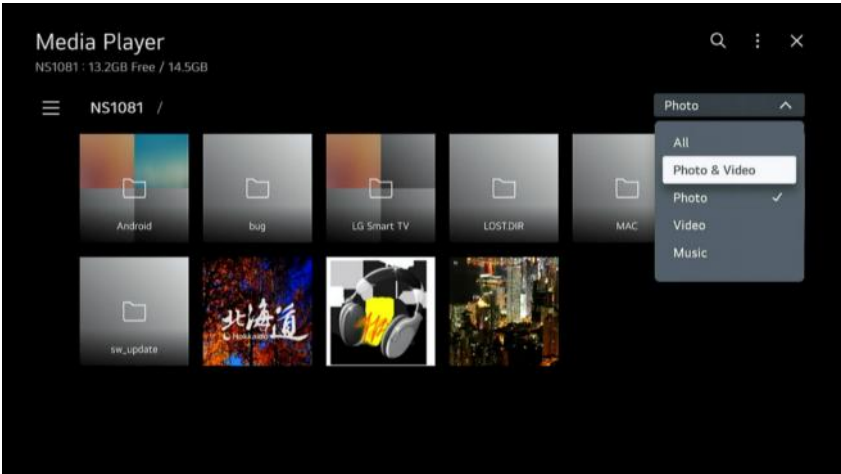 Media Player
NS1081 : 13.2GB Free / 14.5GB
NS1081 /
Photo
All
Photo & Video
Photo
Video
Music
Android
bug
LG Smart TV
LOST.DIR
MAC
sw_update
北海道
Hokkaido